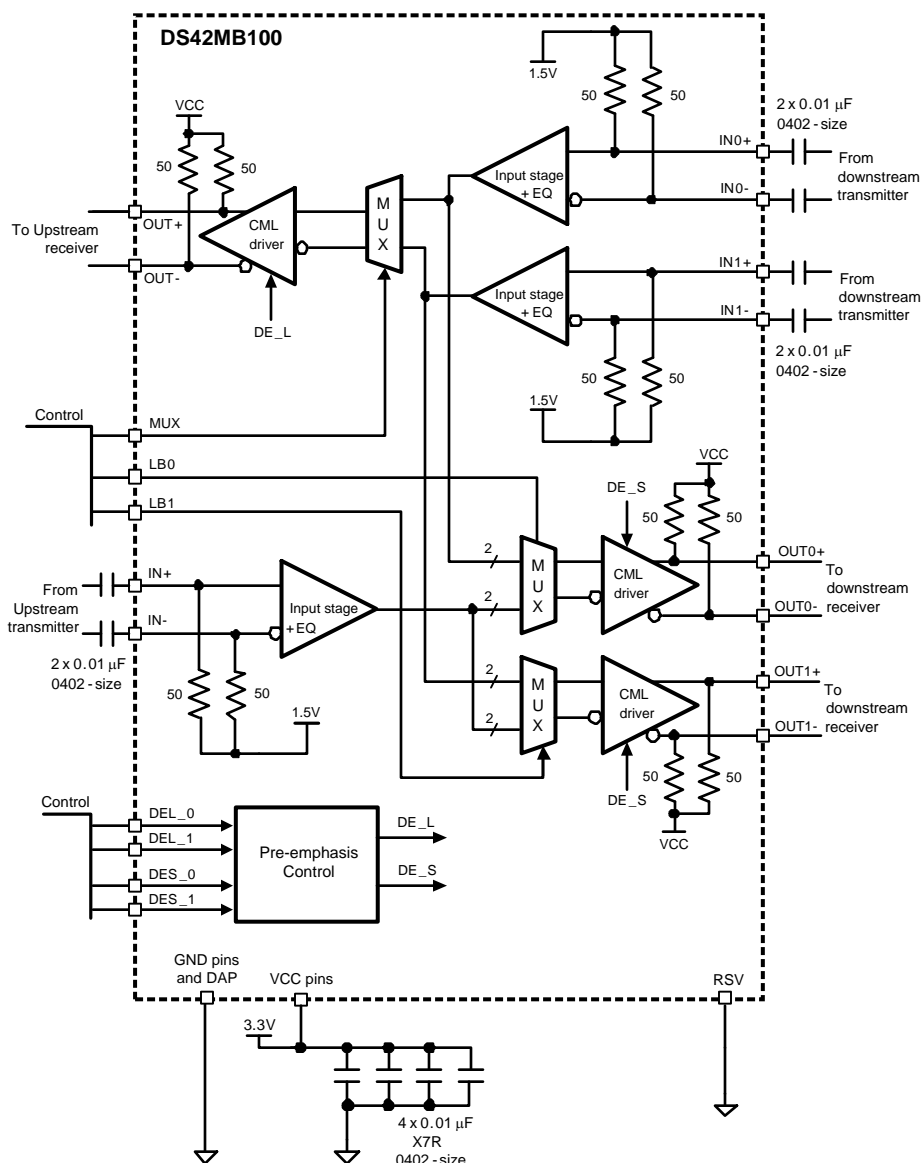 DS42MB100
1.5V
50
50
2 x 0.01 µF
0402 - size
VCC
50
50
IN0+
From
downstream
transmitter
IN0-
Input stage
+ EQ
M
U
X
CML
driver
OUT+
To Upstream
receiver
OUT-
DE_L
IN1+
From
downstream
transmitter
IN1-
Input stage
+ EQ
2 x 0.01 µF
0402 - size
50
50
1.5V
Control
MUX
LB0
LB1
VCC
DE_S
50
50
2
2
M
U
X
CML
driver
OUT0+
To
downstream
receiver
OUT0-
IN+
From
Upstream
transmitter
IN-
Input stage
+ EQ
2 x 0.01 µF
0402 - size
50
50
1.5V
2
2
M
U
X
CML
driver
OUT1+
To
downstream
receiver
OUT1-
DE_S
50
50
VCC
Control
DEL_0
DEL_1
DES_0
DES_1
Pre-emphasis
Control
DE_L
DE_S
GND pins
and DAP
VCC pins
RSV
3.3V
4 x 0.01 µF
X7R
0402 - size